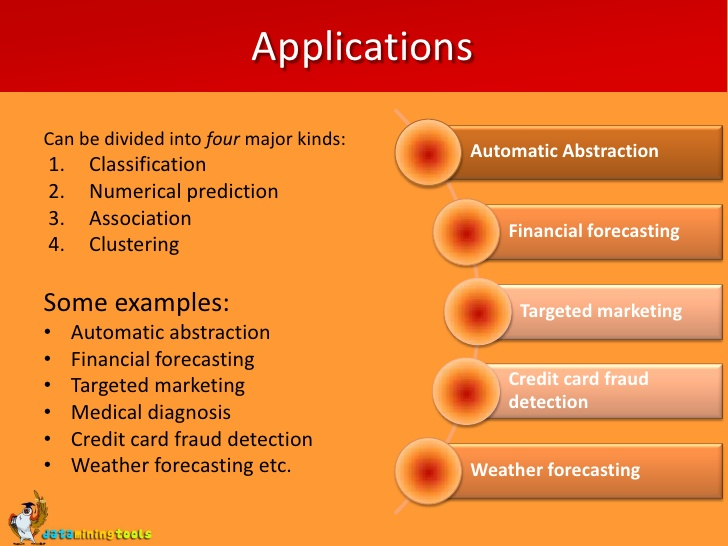 Applications
Can be divided into four major kinds:
1. Classification
2. Numerical prediction
3. Association
4. Clustering
Some examples:
• Automatic abstraction
• Financial forecasting
• Targeted marketing
• Medical diagnosis
• Credit card fraud detection
• Weather forecasting etc.
Automatic Abstraction
Financial forecasting
Targeted marketing
Credit card fraud
detection
Weather forecasting
dataminingtools